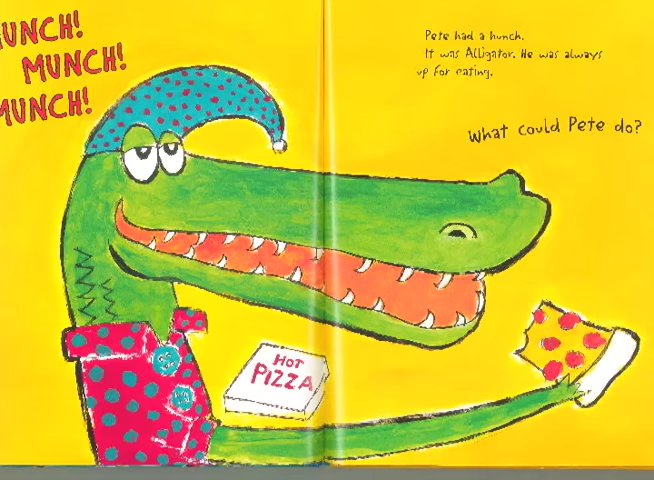 MUNCH!
MUNCH!
MUNCH!
Pete had a hunch.
It was Alligator. He was always
up for eating.
What could Pete do?
HOT
PIZZA